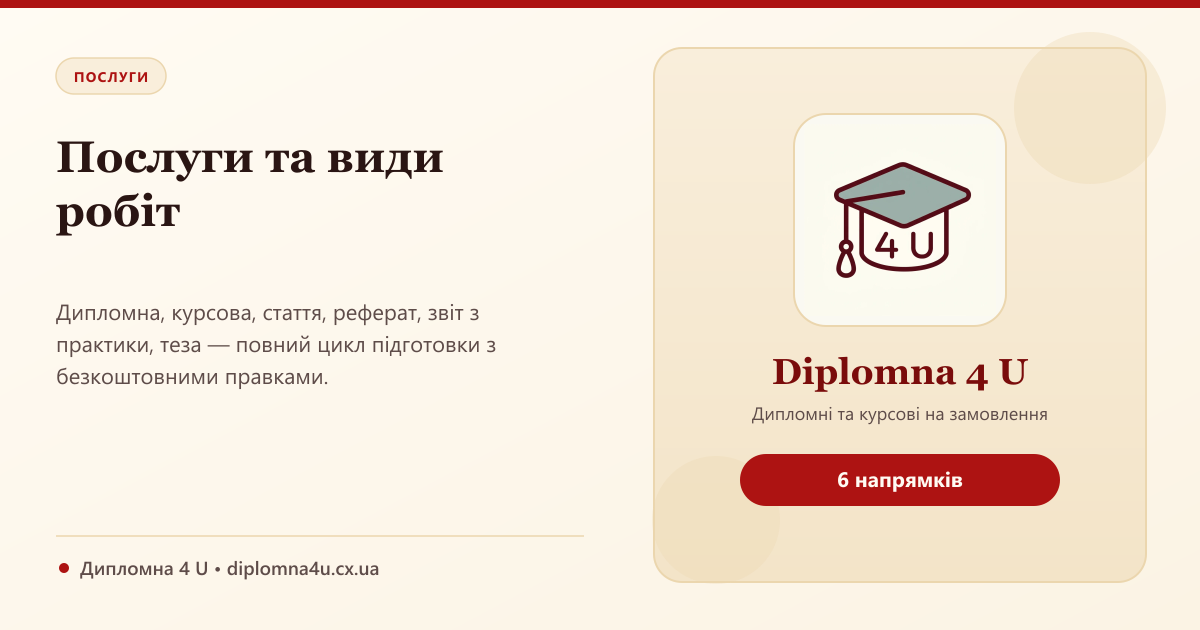 ПОСЛУГИ
Послуги та види
робіт
Дипломна, курсова, стаття, реферат, звіт з
практики, теза — повний цикл підготовки з
безкоштовними правками.
Дипломна 4 U • diplomna4u.cx.ua
4 U
Diplomna 4 U
Дипломні та курсові на замовлення
6 напрямків